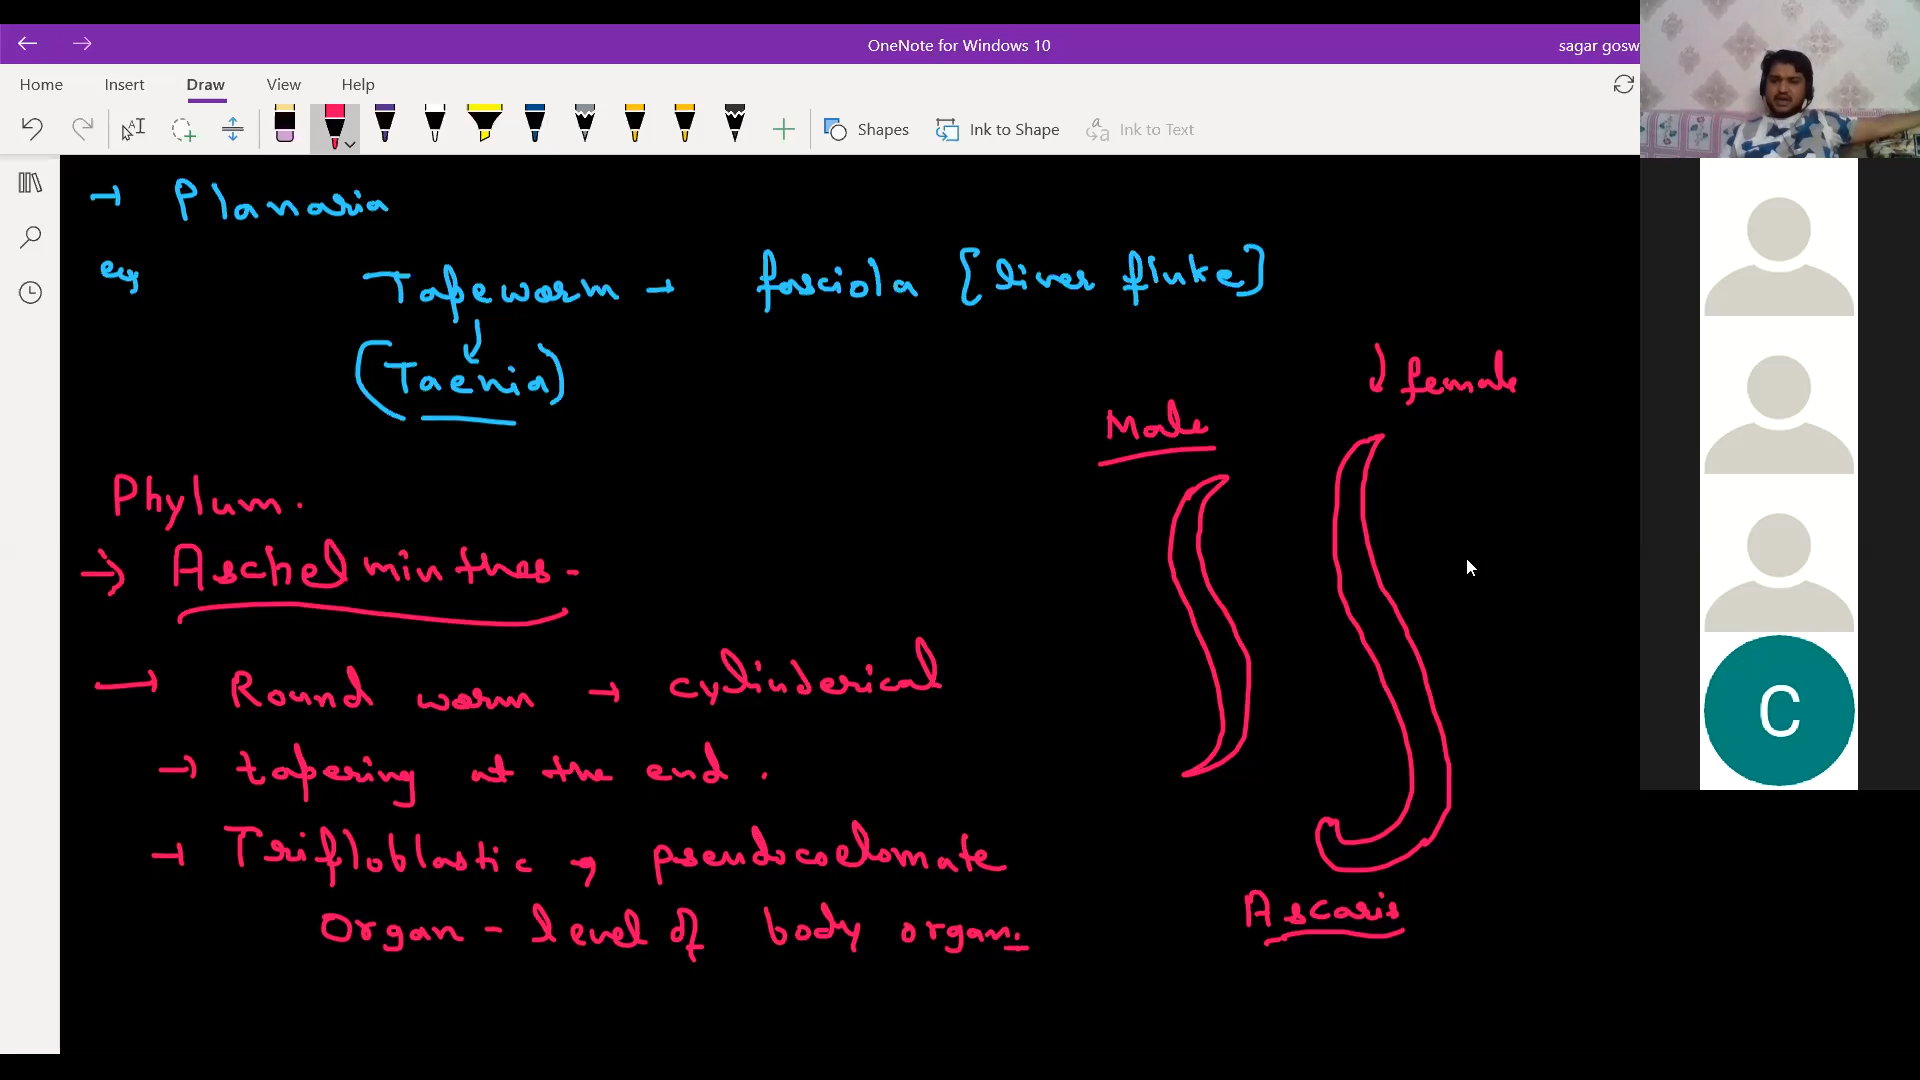 OneNote for Windows 10
sagar gosw
Home Insert Draw View Help
Shapes Ink to Shape Ink to Text
→ Planaria
eg
Tapeworm → fasciola {liver fluke}
(Taenia)
↓ female
Male
Phylum.
→ Aschelminthes -
→ Round worm → cylinderical
→ tapering at the end .
→ Trifloblastic, pseudocoelomate
Organ - level of body organ.
Ascaris
C